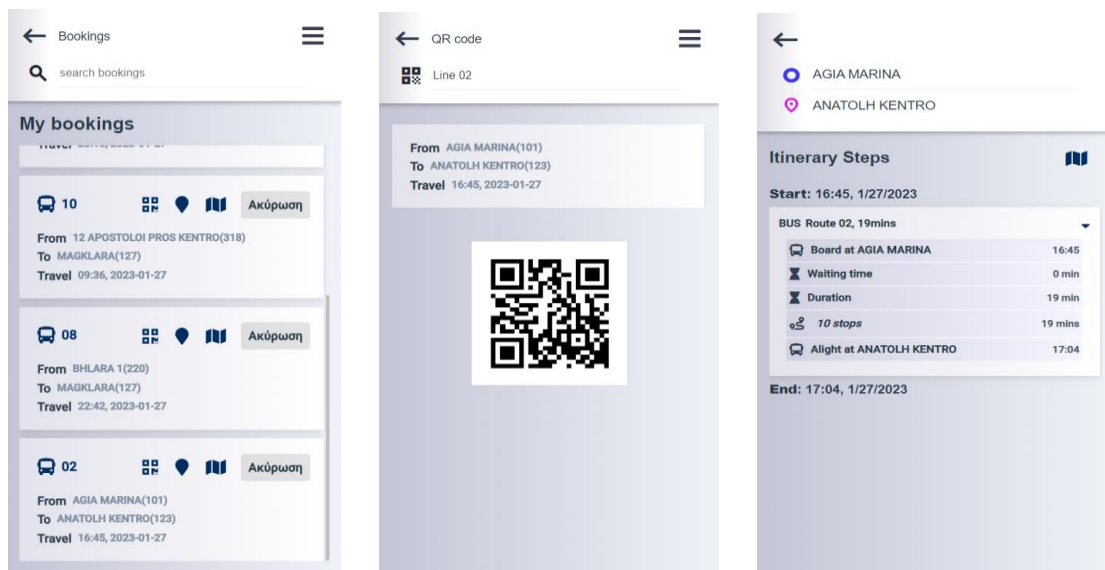 Bookings
search bookings
My bookings
10 Ακύρωση
From 12 APOSTOLOI PROS KENTRO(318)
To MAGKLARA(127)
Travel 09:36, 2023-01-27
08 Ακύρωση
From BHLARA 1(220)
To MAGKLARA(127)
Travel 22:42, 2023-01-27
02 Ακύρωση
From AGIA MARINA(101)
To ANATOLH KENTRO(123)
Travel 16:45, 2023-01-27
QR code
Line 02
From AGIA MARINA(101)
To ANATOLH KENTRO(123)
Travel 16:45, 2023-01-27
AGIA MARINA
ANATOLH KENTRO
Itinerary Steps
Start: 16:45, 1/27/2023
BUS Route 02, 19mins
Board at AGIA MARINA 16:45
Waiting time 0 min
Duration 19 min
10 stops 19 mins
Alight at ANATOLH KENTRO 17:04
End: 17:04, 1/27/2023